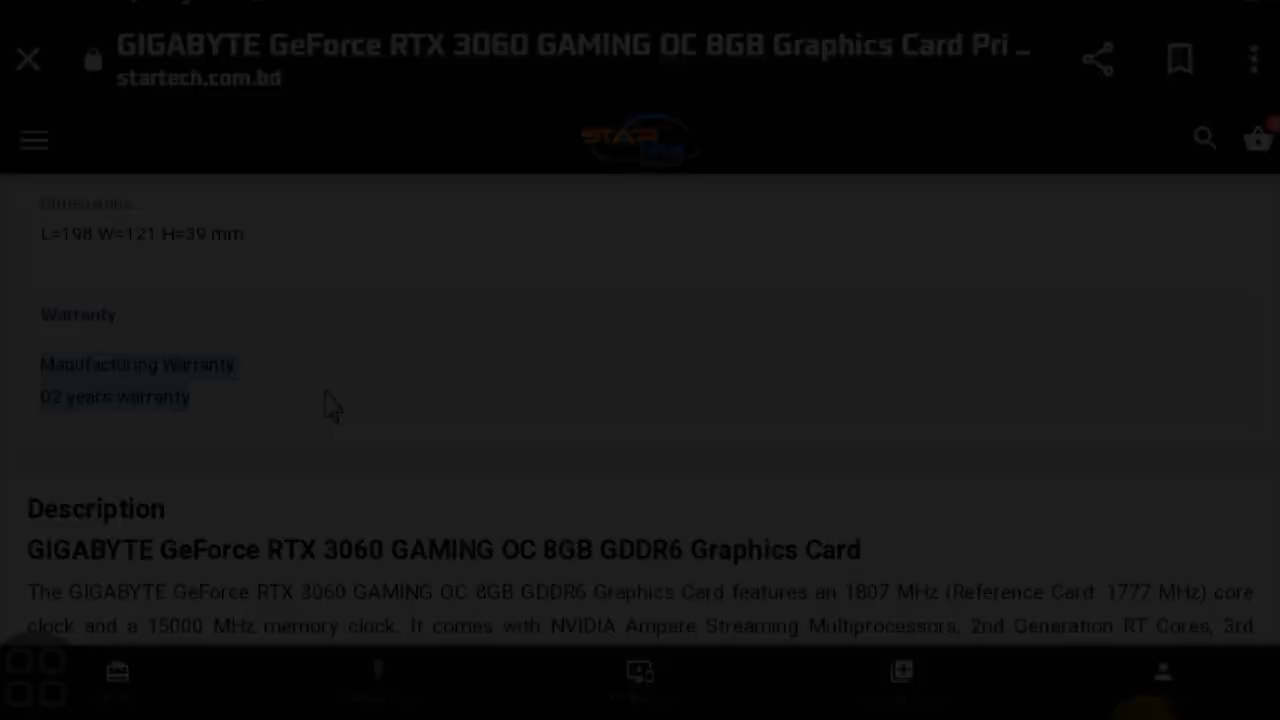 GIGABYTE GeForce RTX 3060 GAMING OC 8GB Graphics Card Pri ...
startech.com.bd
STAR
Dimensions
L=198 W=121 H=39 mm
Warranty
Manufacturing Warranty
02 years warranty
Description
GIGABYTE GeForce RTX 3060 GAMING OC 8GB GDDR6 Graphics Card
The GIGABYTE GeForce RTX 3060 GAMING OC 8GB GDDR6 Graphics Card features an 1807 MHz (Reference Card: 1777 MHz) core
clock and a 15000 MHz memory clock. It comes with NVIDIA Ampere Streaming Multiprocessors, 2nd Generation RT Cores, 3rd